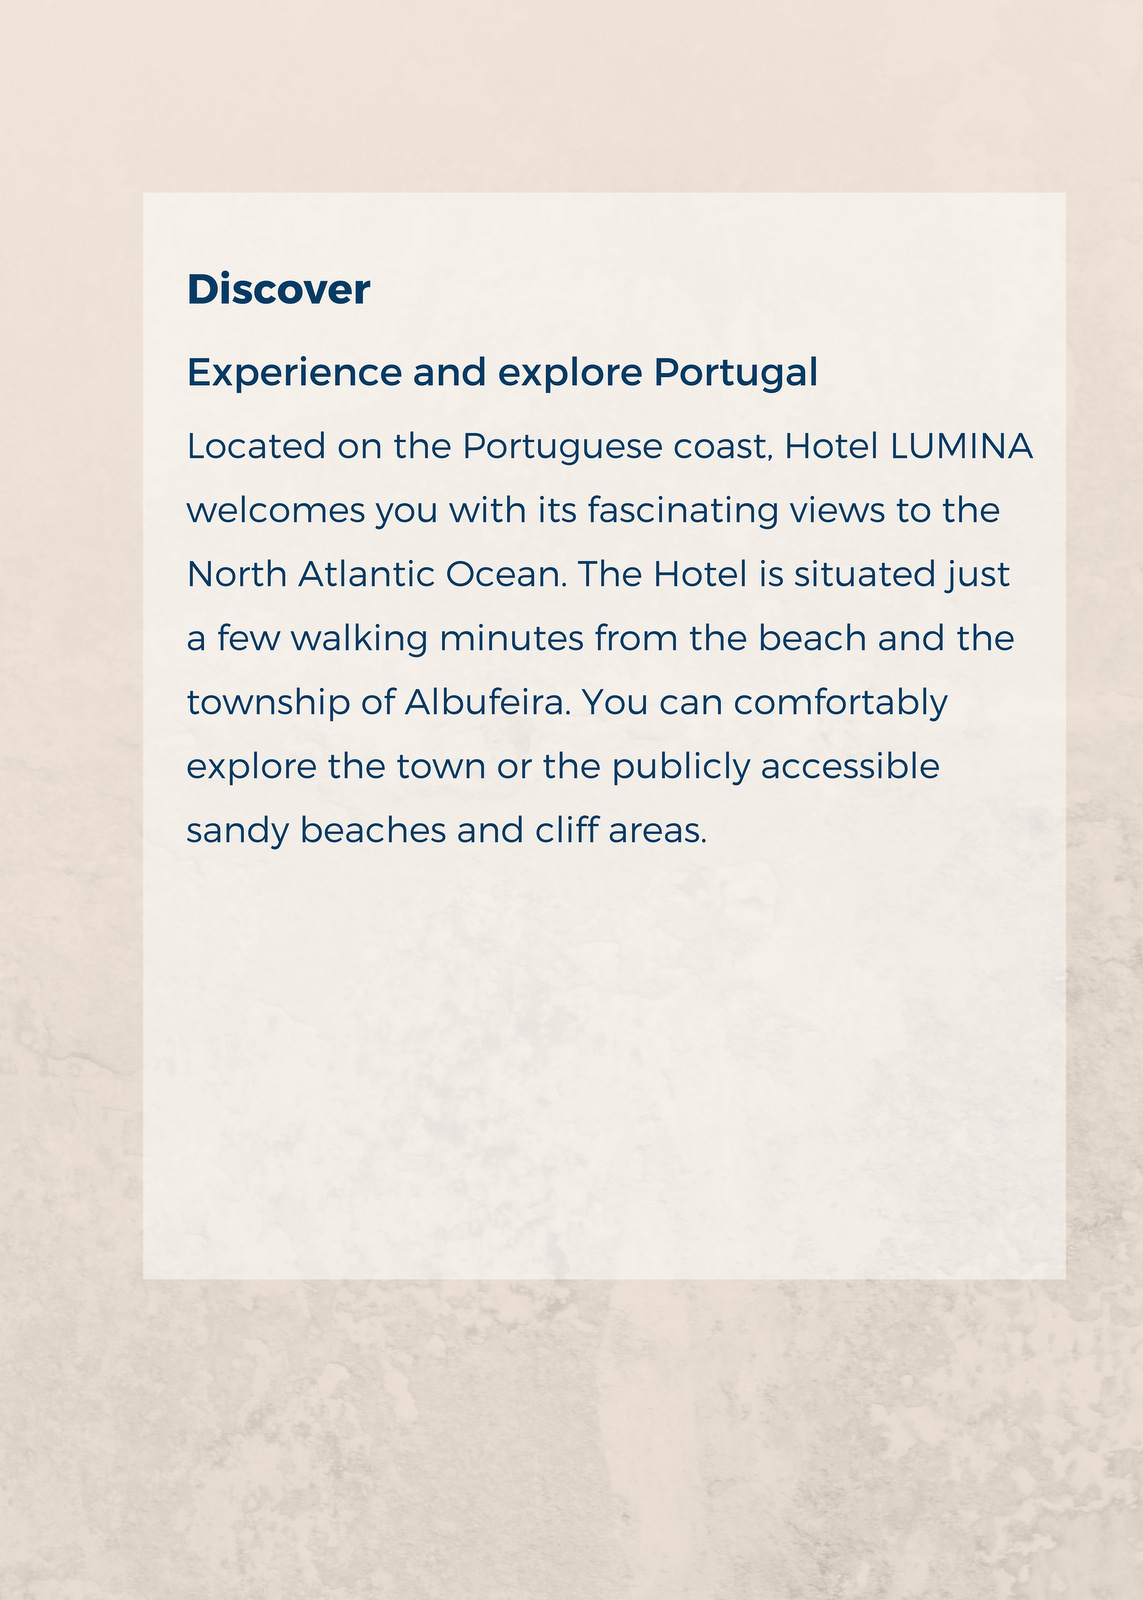 Discover
Experience and explore Portugal
Located on the Portuguese coast, Hotel LUMINA
welcomes you with its fascinating views to the
North Atlantic Ocean. The Hotel is situated just
a few walking minutes from the beach and the
township of Albufeira. You can comfortably
explore the town or the publicly accessible
sandy beaches and cliff areas.